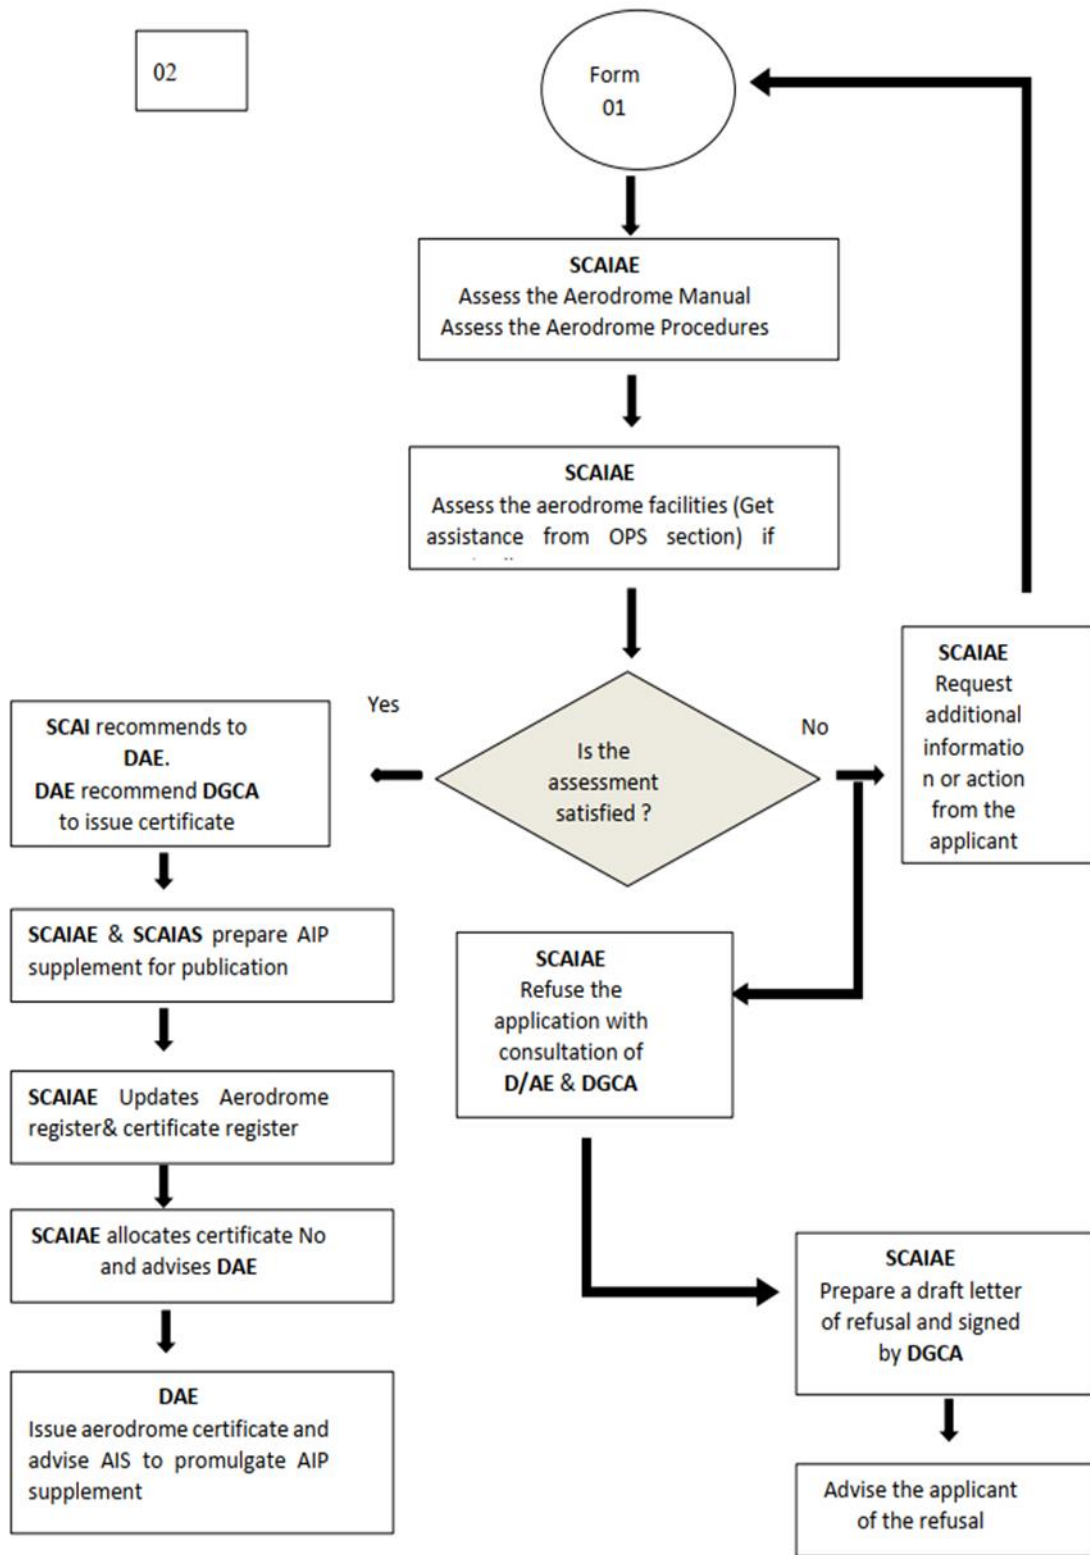 02
Form
01
SCAIAE
Assess the Aerodrome Manual
Assess the Aerodrome Procedures
SCAIAE
Assess the aerodrome facilities (Get
assistance from OPS section) if
Is the
assessment
satisfied ?
Yes
No
SCAIAE
Request
additional
informatio
n or action
from the
applicant
SCAI recommends to
DAE.
DAE recommend DGCA
to issue certificate
SCAIAE & SCAIAS prepare AIP
supplement for publication
SCAIAE Updates Aerodrome
register& certificate register
SCAIAE allocates certificate No
and advises DAE
DAE
Issue aerodrome certificate and
advise AIS to promulgate AIP
supplement
SCAIAE
Refuse the
application with
consultation of
D/AE & DGCA
SCAIAE
Prepare a draft letter
of refusal and signed
by DGCA
Advise the applicant
of the refusal